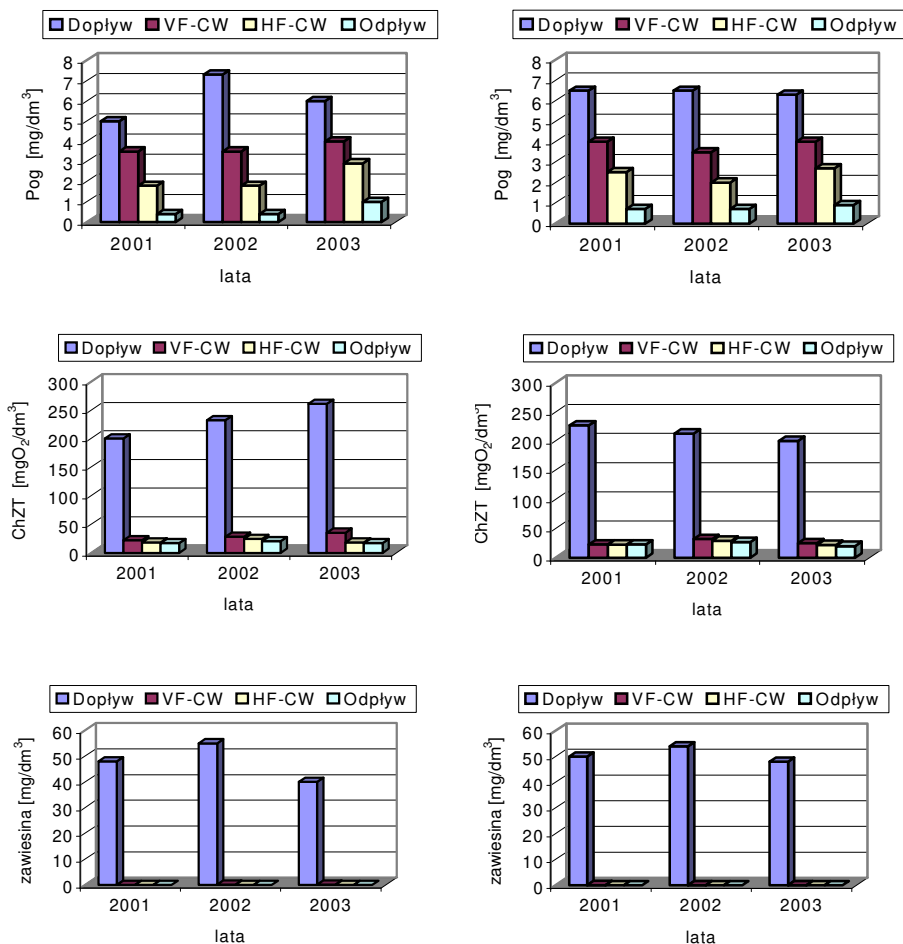 Dopływ VF-CW HF-CW Odpływ
Pog [mg/dm³]
8
7
6
5
4
3
2
1
0
2001 2002 2003
lata
Dopływ VF-CW HF-CW Odpływ
Pog [mg/dm³]
8
7
6
5
4
3
2
1
0
2001 2002 2003
lata
Dopływ VF-CW HF-CW Odpływ
ChZT [mgO₂/dm³]
300
250
200
150
100
50
0
2001 2002 2003
lata
Dopływ VF-CW HF-CW Odpływ
ChZT [mgO₂/dm³]
300
250
200
150
100
50
0
2001 2002 2003
lata
Dopływ VF-CW HF-CW Odpływ
zawiesina [mg/dm³]
60
50
40
30
20
10
0
2001 2002 2003
lata
Dopływ VF-CW HF-CW Odpływ
zawiesina [mg/dm³]
60
50
40
30
20
10
0
2001 2002 2003
lata